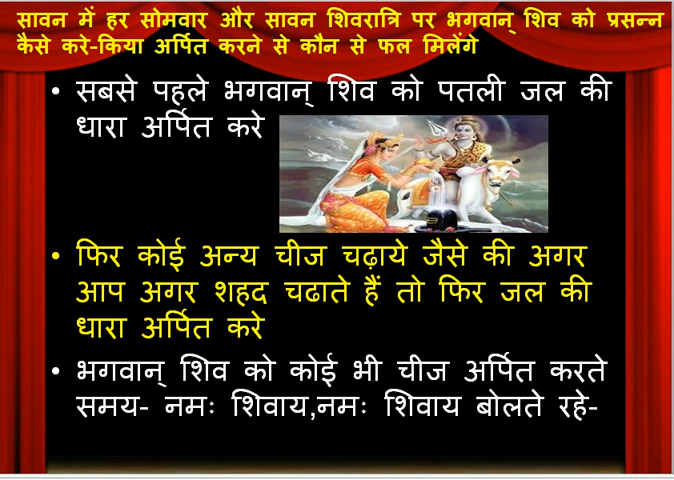 सावन में हर सोमवार और सावन शिवरात्रि पर भगवान् शिव को प्रसन्न
कैसे करे-किया अर्पित करने से कौन से फल मिलेंगे
• सबसे पहले भगवान् शिव को पतली जल की
धारा अर्पित करे
• फिर कोई अन्य चीज चढ़ाये जैसे की अगर
आप अगर शहद चढाते हैं तो फिर जल की
धारा अर्पित करे
• भगवान् शिव को कोई भी चीज अर्पित करते
समय- नमः शिवाय,नमः शिवाय बोलते रहे-